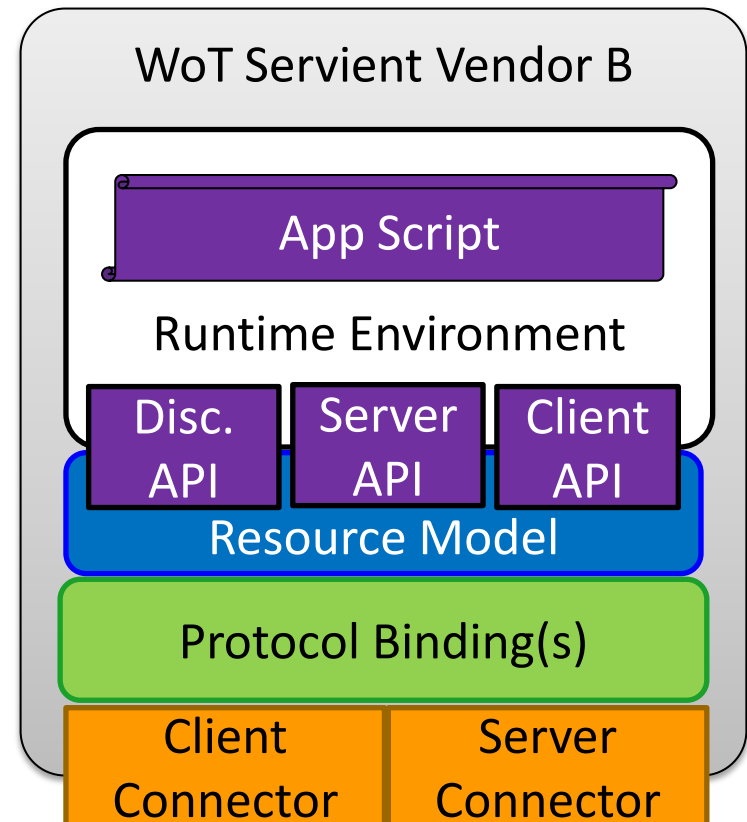 WoT Servient Vendor B
App Script
Runtime Environment
Disc.
API
Server
API
Client
API
Resource Model
Protocol Binding(s)
Client
Connector
Server
Connector